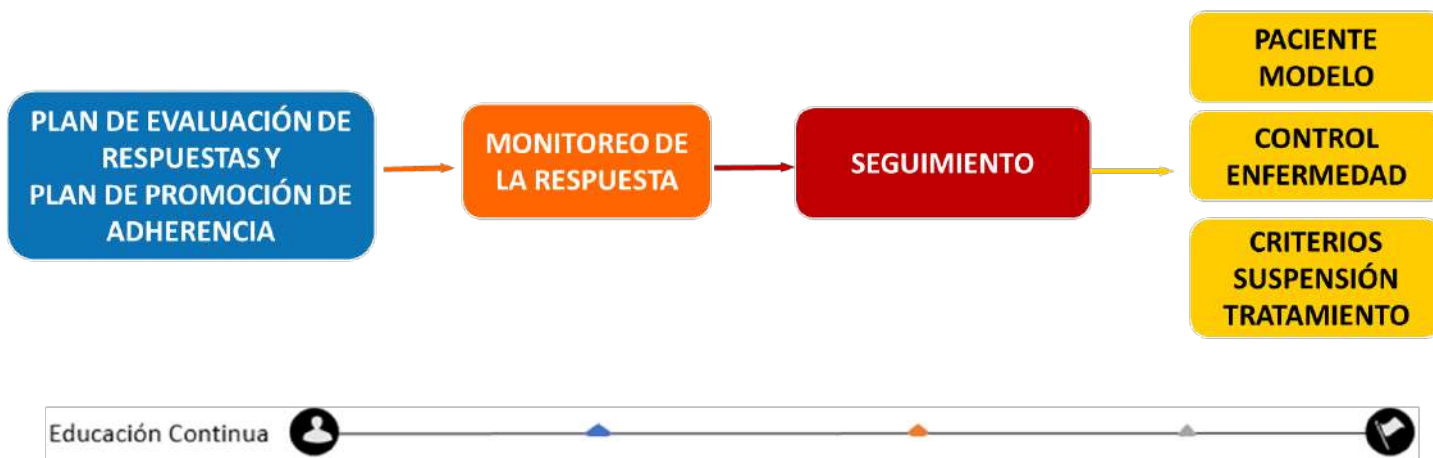 PLAN DE EVALUACIÓN DE
RESPUESTAS Y
PLAN DE PROMOCIÓN DE
ADHERENCIA
MONITOREO DE
LA RESPUESTA
SEGUIMIENTO
PACIENTE
MODELO
CONTROL
ENFERMEDAD
CRITERIOS
SUSPENSIÓN
TRATAMIENTO
Educación Continua